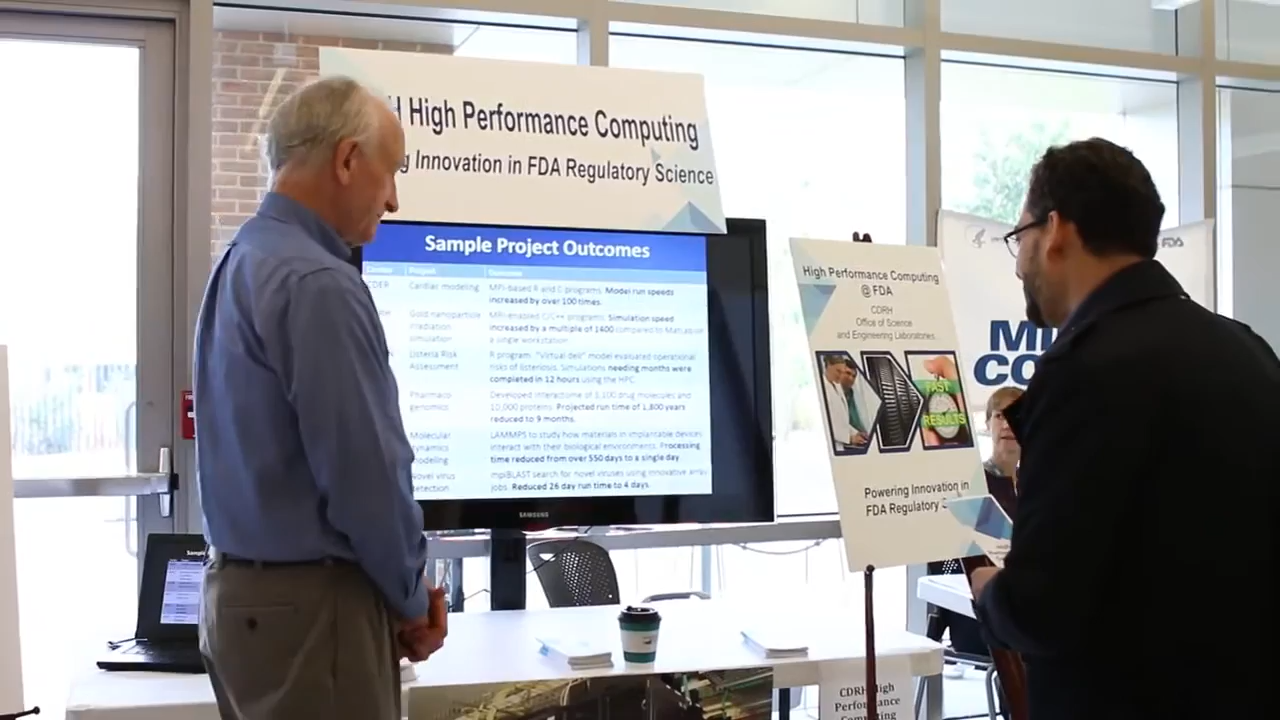 High Performance Computing
Innovation in FDA Regulatory Science
Sample Project Outcomes
Center Project Outcome
CDER Cardiac modeling MPI-based R and C programs. Model run speeds
increased by over 100 times.
Gold nanoparticle MPI-enabled C/C++ programs. Simulation speed
irradiation increased by a multiple of 1400 compared to MatLab on
simulation a single workstation
Listeria Risk R program. "Virtual deli" model evaluated operational
Assessment risks of listeriosis. Simulations needing months were
completed in 12 hours using the HPC
Pharmaco Developed interactome of 3,100 drug molecules and
genomics 10,000 proteins. Projected run time of 1,800 years
reduced to 9 months.
Molecular LAMMPS to study how materials in implantable devices
interact with their biological environments. Processing
time reduced from over 550 days to a single day
mpiBLAST search for novel viruses using innovative array
jobs. Reduced 26 day run time to 4 days.
SAMSUNG
High Performance Computing
@ FDA
CDRH
Office of Science
and Engineering Laboratories
FAST
RESULTS
Powering Innovation in
FDA Regulatory
FDA
Sample
CDRH High
Performance
Computing